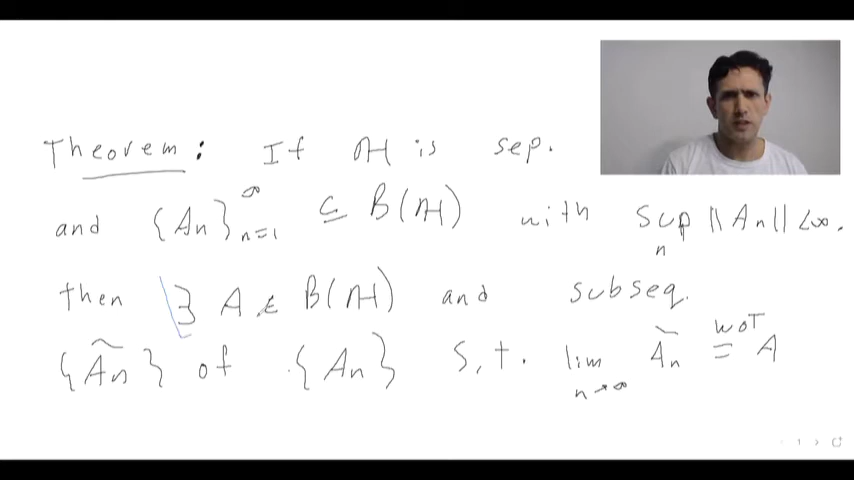 Theorem: If H is sep.
and {An}∞n=1 ⊆ B(H) with sup n ||An|| < ∞.
then ∃ A ∈ B(H) and subseq.
{Ãn} of {An} s.t. lim n→∞ Ãn WOT = A